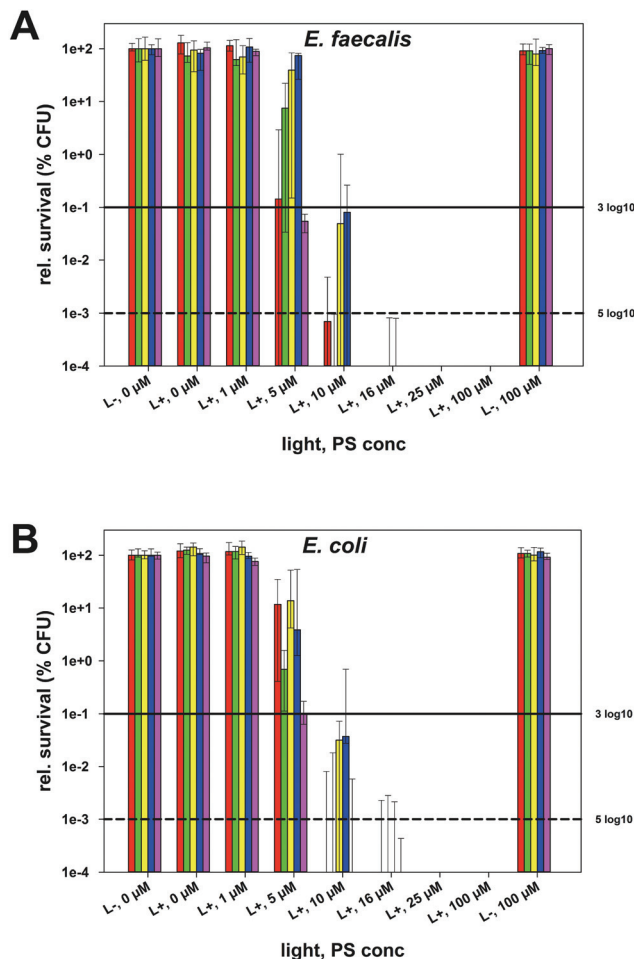 A
E. faecalis
rel. survival (% CFU)
1e+2
1e+1
1e+0
1e-1
1e-2
1e-3
1e-4
3 log10
5 log10
L-, 0 µM
L+, 0 µM
L+, 1 µM
L+, 5 µM
L+, 10 µM
L+, 16 µM
L+, 25 µM
L+, 100 µM
L-, 100 µM
light, PS conc
B
E. coli
rel. survival (% CFU)
1e+2
1e+1
1e+0
1e-1
1e-2
1e-3
1e-4
3 log10
5 log10
L-, 0 µM
L+, 0 µM
L+, 1 µM
L+, 5 µM
L+, 10 µM
L+, 16 µM
L+, 25 µM
L+, 100 µM
L-, 100 µM
light, PS conc